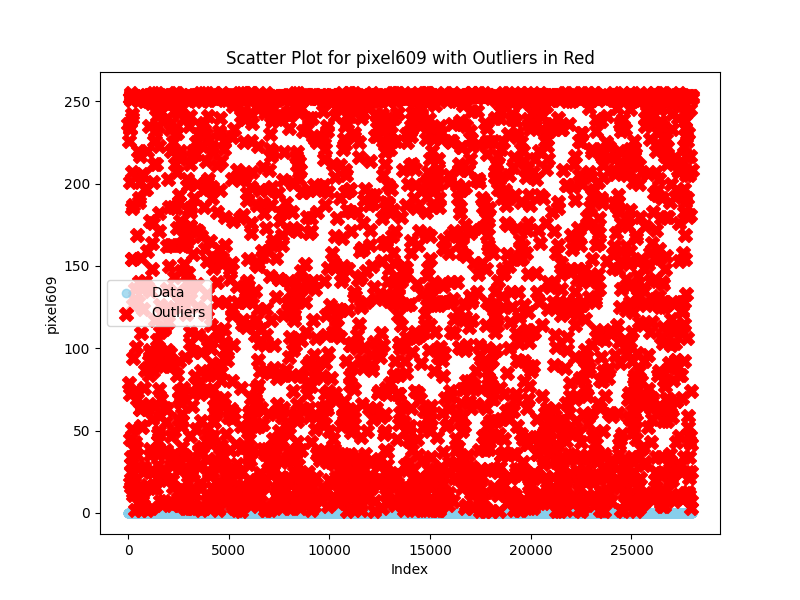 Scatter Plot for pixel609 with Outliers in Red
250
200
150
100
50
0
pixel609
Data
Outliers
0 5000 10000 15000 20000 25000
Index